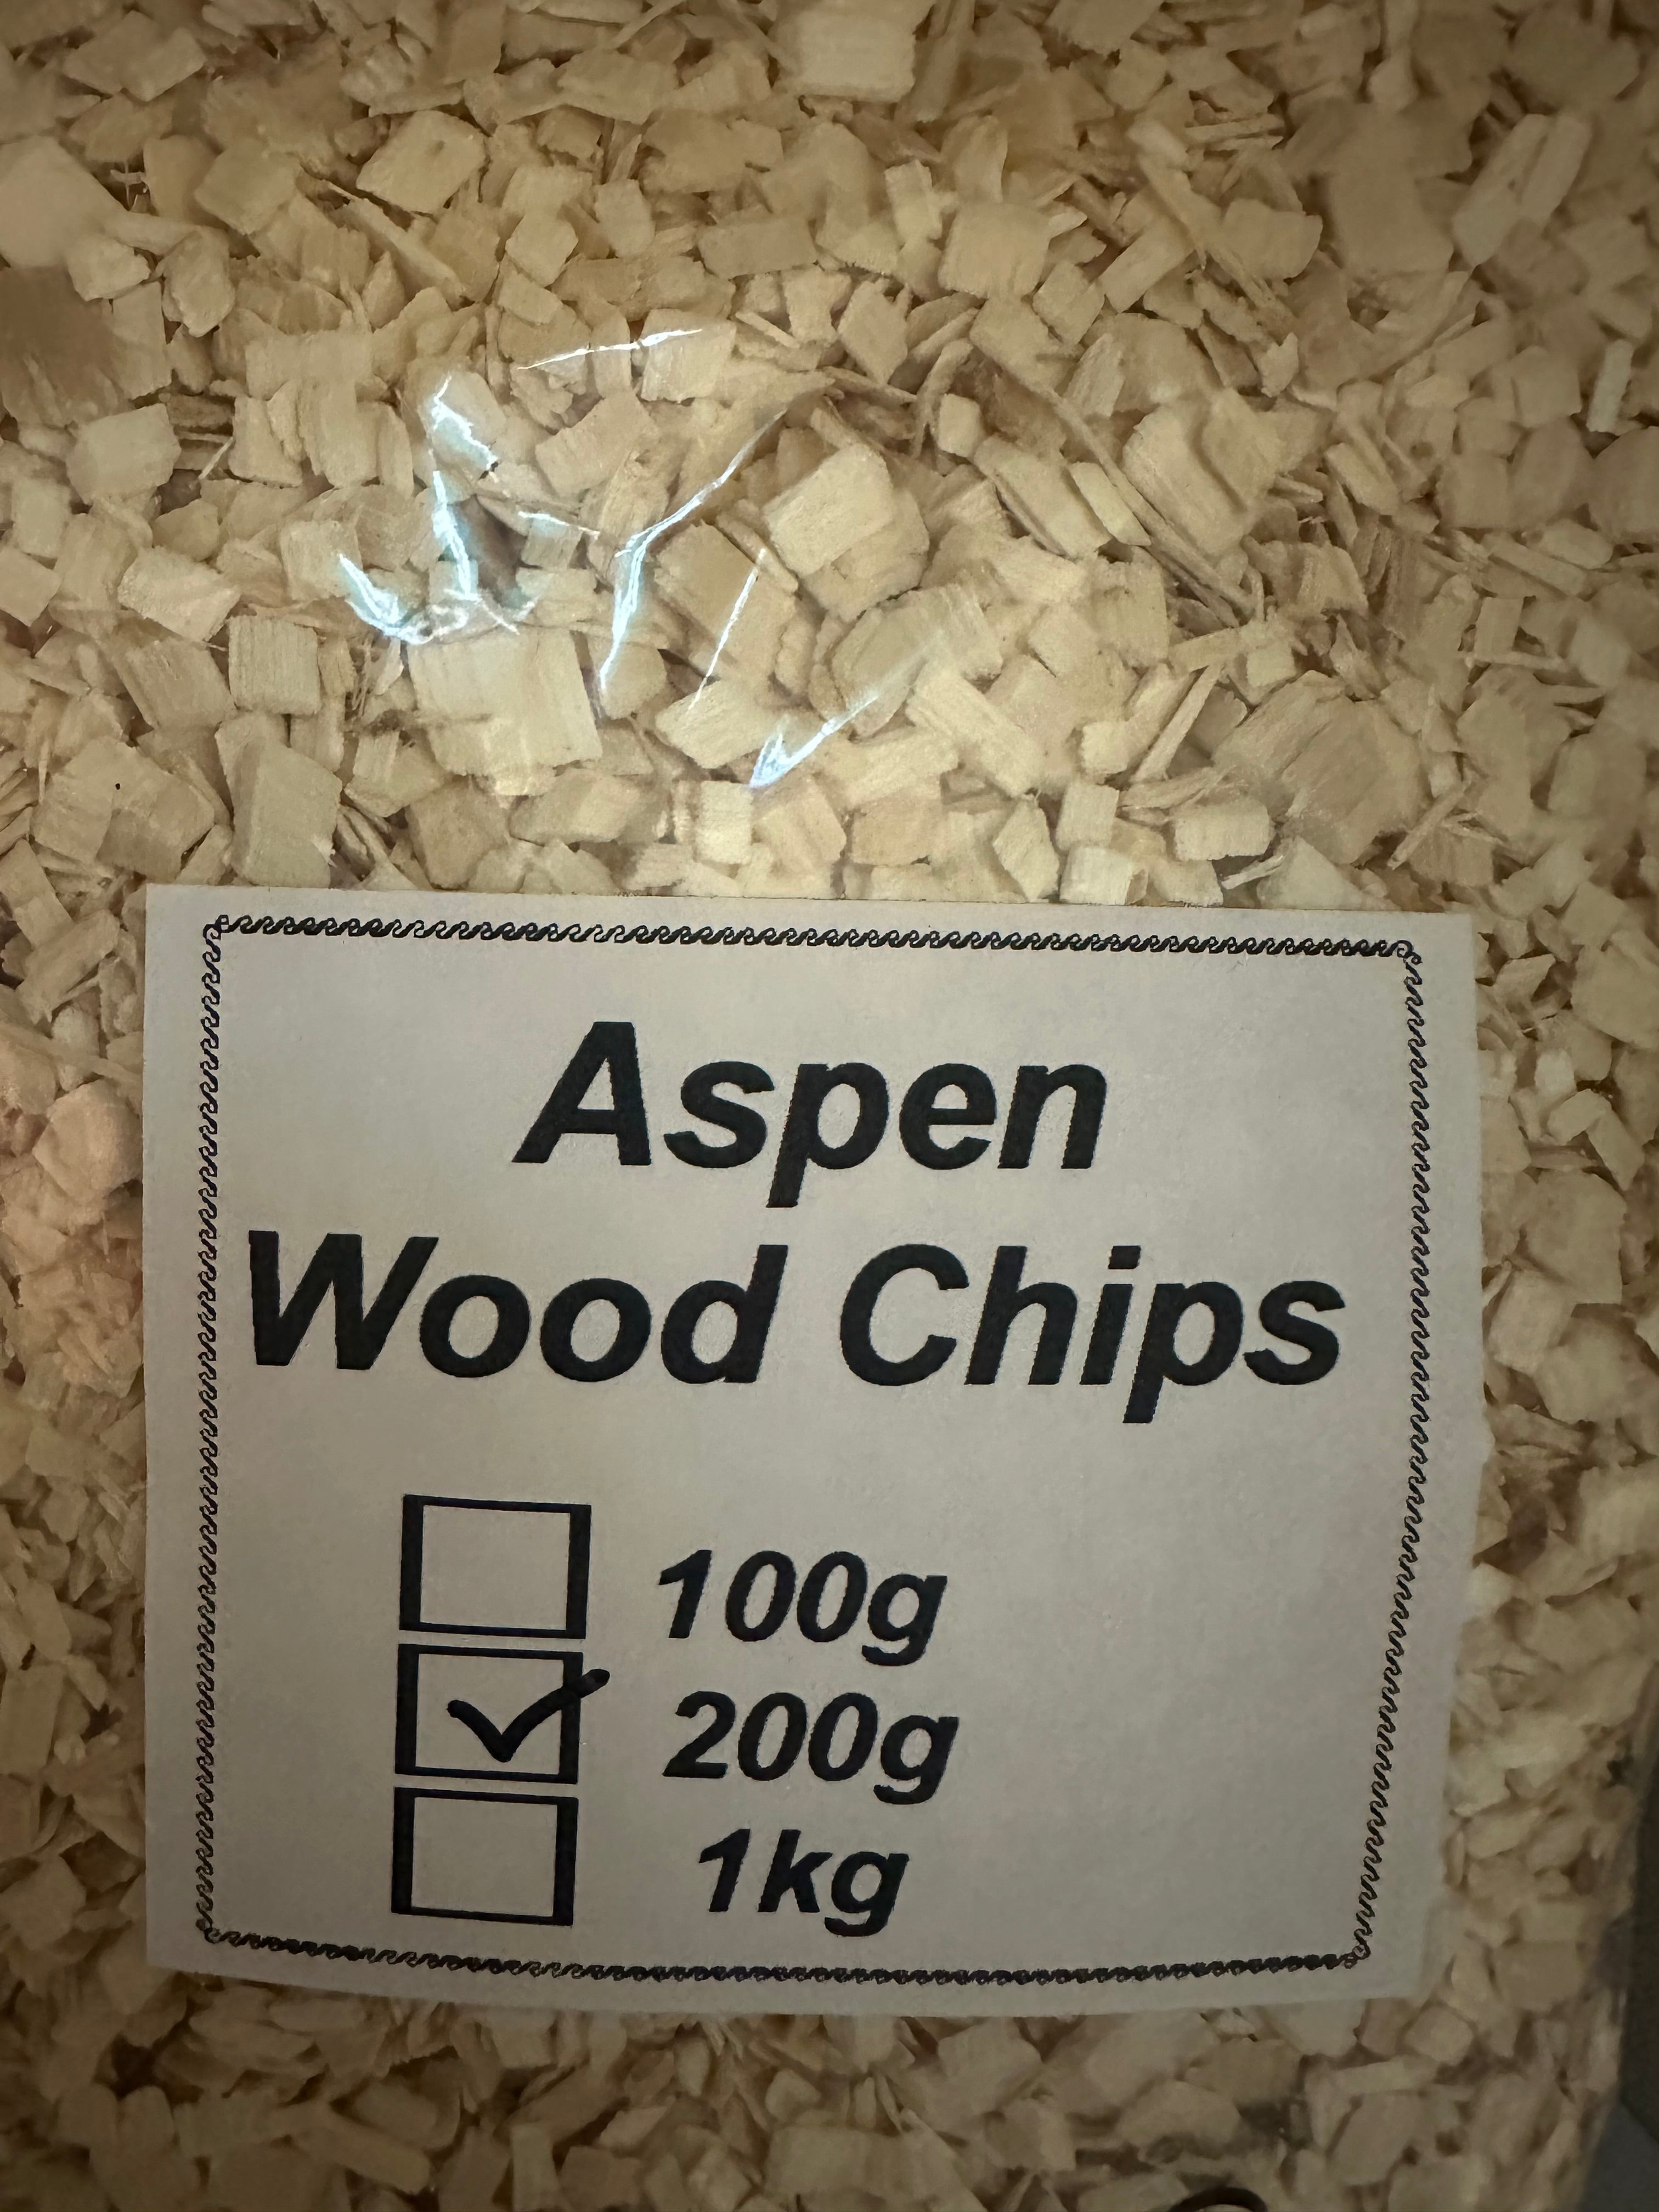 Aspen
Wood Chips
100g
200g
1kg